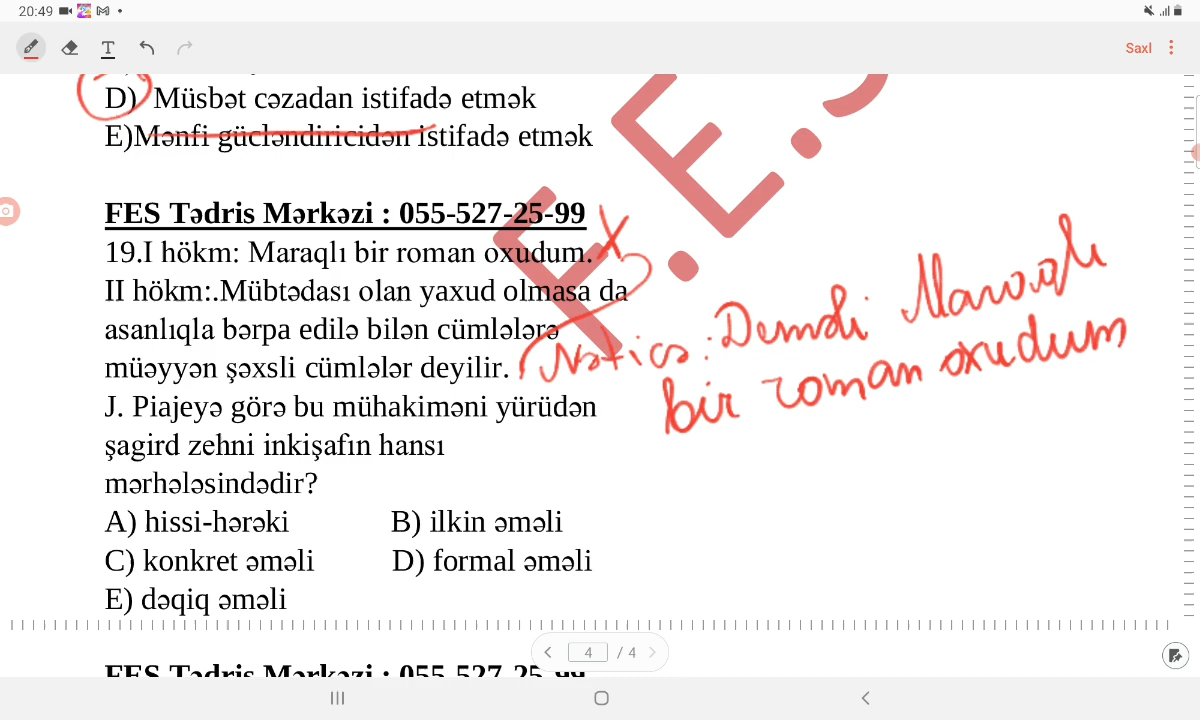 20:49
T
Saxl
D) Müsbət cəzadan istifadə etmək
E)Mənfi gücləndiricidən istifadə etmək
F.E.S
FES Tədris Mərkəzi : 055-527-25-99
19.I hökm: Maraqlı bir roman oxudum.
II hökm:.Mübtədası olan yaxud olmasa da
asanlıqla bərpa edilə bilən cümlələrə
müəyyən şəxsli cümlələr deyilir.
Nəticə: Deməli Maraqlı
bir roman oxudum
J. Piajeyə görə bu mühakiməni yürüdən
şagird zehni inkişafın hansı
mərhələsindədir?
A) hissi-hərəki B) ilkin əməli
C) konkret əməli D) formal əməli
E) dəqiq əməli
4 / 4
FES Tədris Mərkəzi : 055-527-25-99